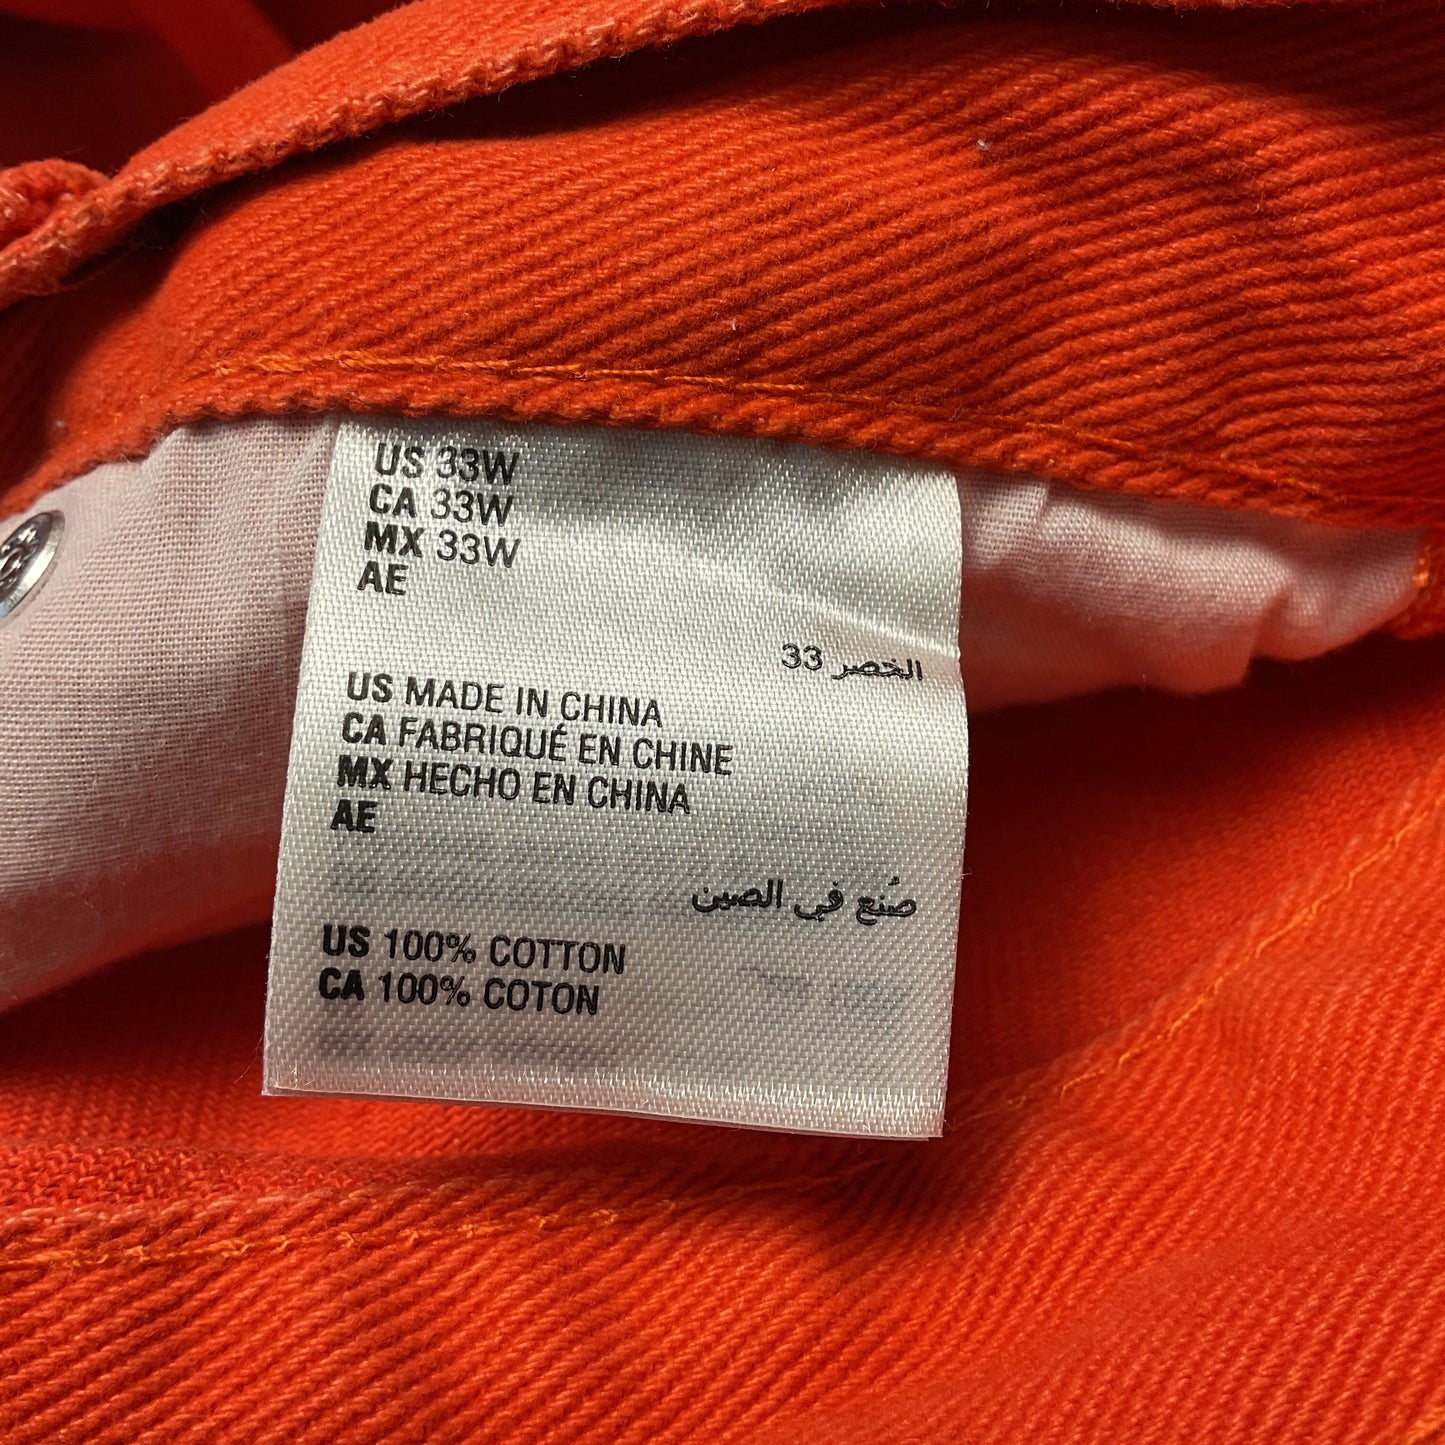 US 33W
CA 33W
MX 33W
AE
الخصر 33
US MADE IN CHINA
CA FABRIQUÉ EN CHINE
MX HECHO EN CHINA
AE
صُنع في الصين
US 100% COTTON
CA 100% COTON